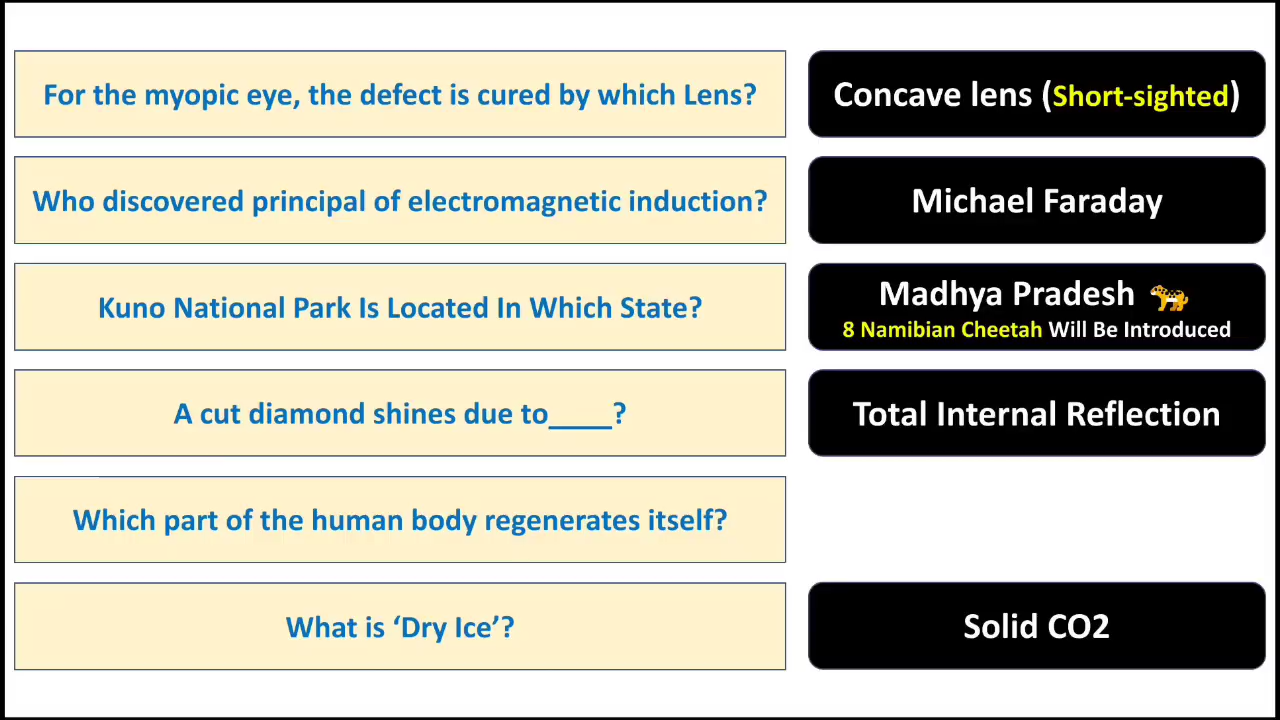 For the myopic eye, the defect is cured by which Lens?
Concave lens (Short-sighted)
Who discovered principal of electromagnetic induction?
Michael Faraday
Kuno National Park Is Located In Which State?
Madhya Pradesh
8 Namibian Cheetah Will Be Introduced
A cut diamond shines due to____?
Total Internal Reflection
Which part of the human body regenerates itself?
What is ‘Dry Ice’?
Solid CO2